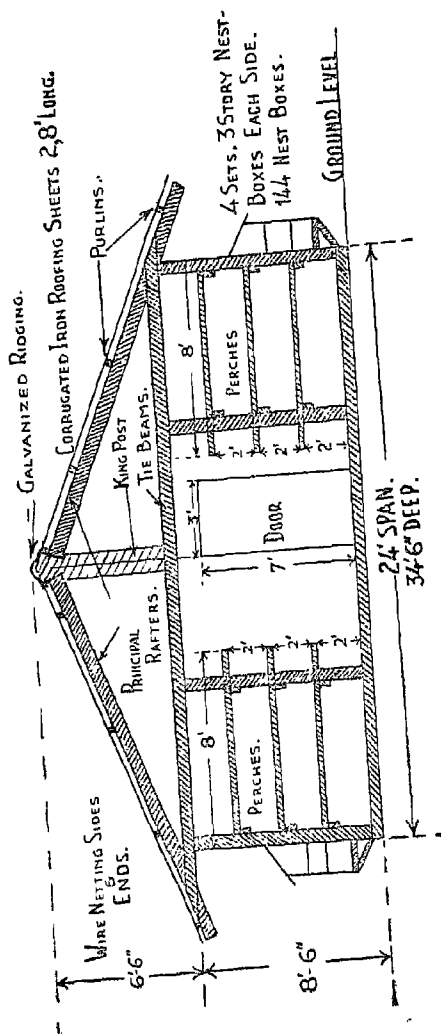 GALVANIZED RIDGING.
CORRUGATED IRON ROOFING SHEETS 2,8' LONG.
PURLINS.
KING POST
TIE BEAMS.
PRINCIPAL
RAFTERS.
WIRE NETTING SIDES
&
ENDS.
6'-6"
8'-6"
8'
PERCHES.
2'
2'
2'
3'
7'
DOOR
8'
PERCHES
2'
2'
2'
4 SETS, 3 STORY NEST-
BOXES EACH SIDE.
144 NEST BOXES.
GROUND LEVEL
24' SPAN.
34'6" DEEP.